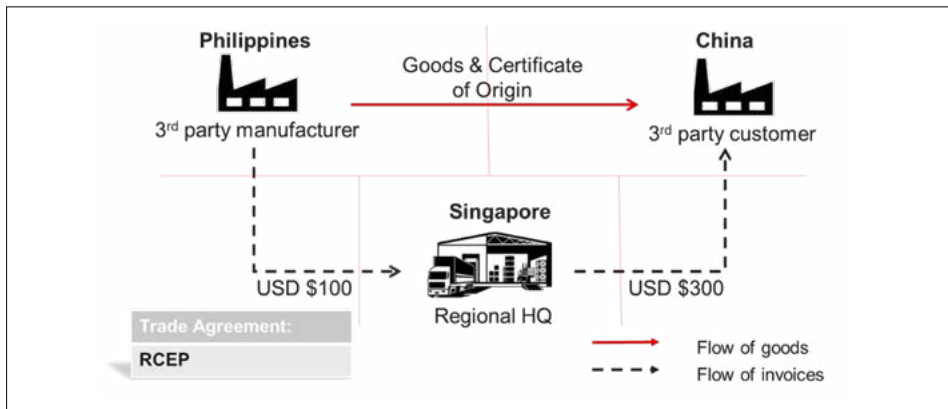 Philippines
China
Goods & Certificate
of Origin
3rd party manufacturer
3rd party customer
Singapore
USD $100
USD $300
Regional HQ
Trade Agreement:
RCEP
Flow of goods
Flow of invoices